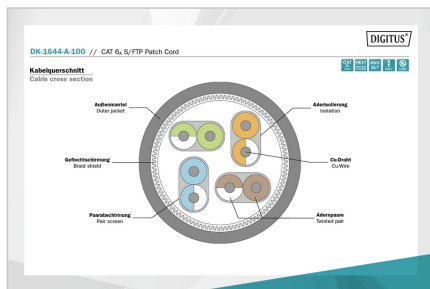 DIGITUS®
DK-1644-A-100 // CAT 6A S/FTP Patch Cord
Kabelquerschnitt
Cable cross section
Außenmantel
Outer jacket
Aderisolierung
Isolation
Geflechtschirmung
Braid shield
Cu-Draht
Cu-Wire
Paarabschirmung
Pair screen
Adernpaare
Twisted pair